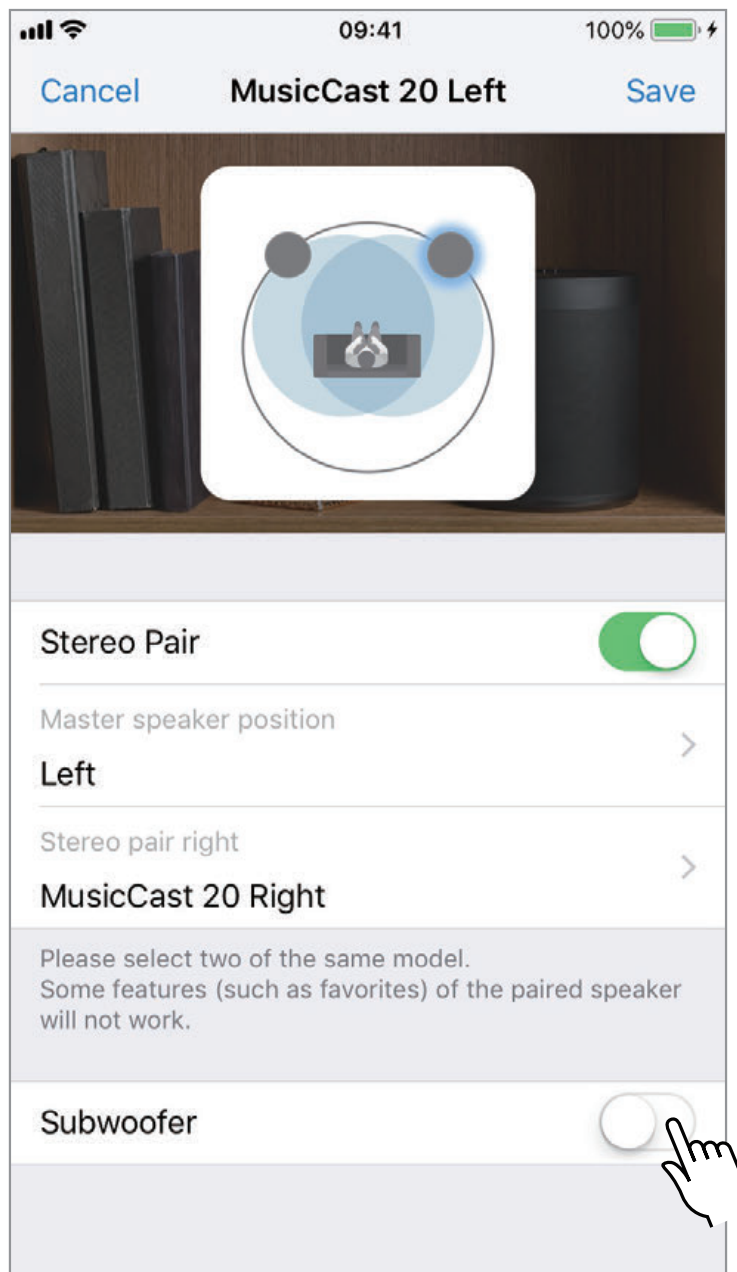 09:41
100%
Cancel
MusicCast 20 Left
Save
Stereo Pair
Master speaker position
Left
Stereo pair right
MusicCast 20 Right
Please select two of the same model.
Some features (such as favorites) of the paired speaker
will not work.
Subwoofer